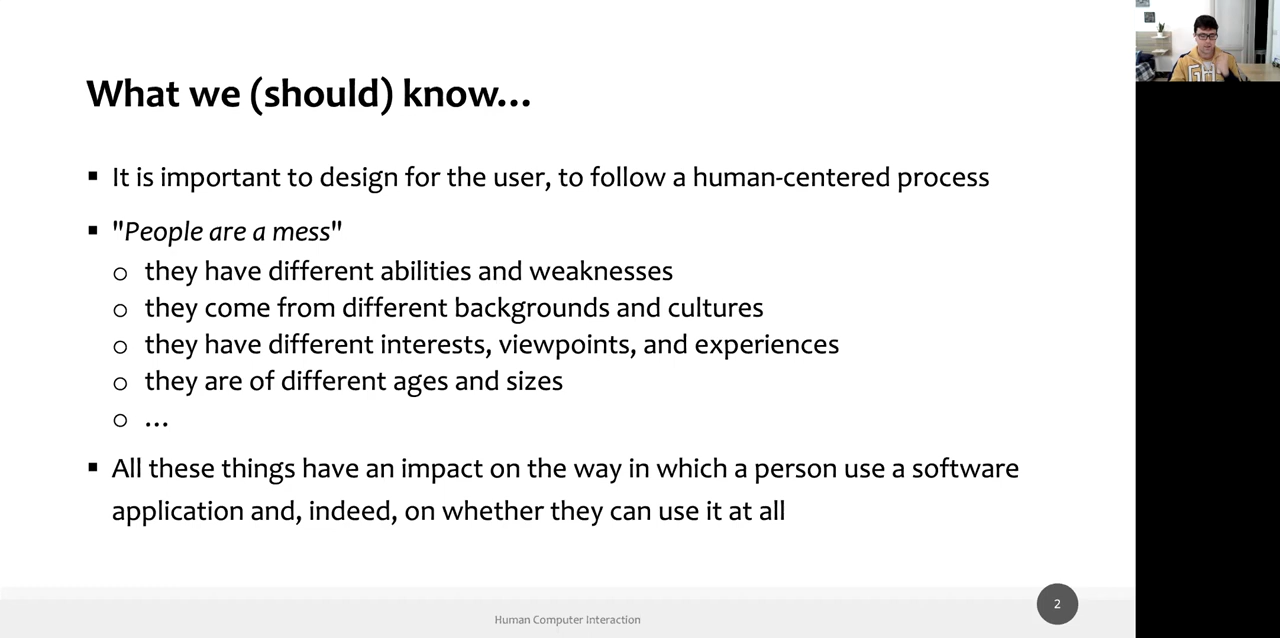 What we (should) know...
▪ It is important to design for the user, to follow a human-centered process
▪ "People are a mess"
o they have different abilities and weaknesses
o they come from different backgrounds and cultures
o they have different interests, viewpoints, and experiences
o they are of different ages and sizes
o ...
▪ All these things have an impact on the way in which a person use a software
application and, indeed, on whether they can use it at all
Human Computer Interaction
2